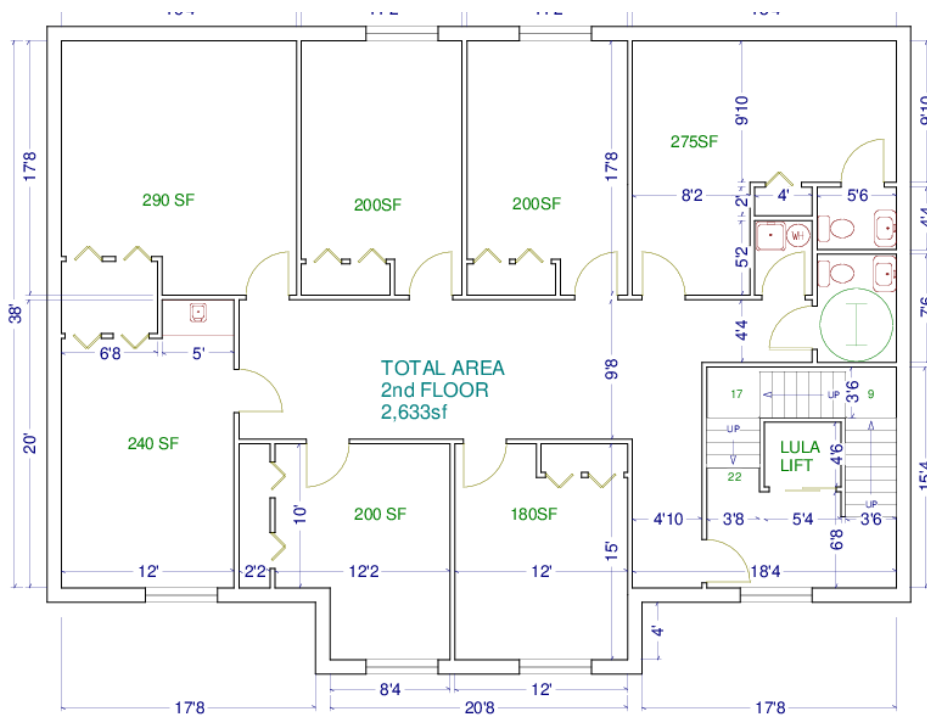 17'8
290 SF
200SF
17'8
200SF
275SF
9'10
9'10
8'2
4'
2'
5'6
4'4
5'2
WH
38'
6'8
5'
4'4
7'6
9'8
TOTAL AREA
2nd FLOOR
2,633sf
17
UP
9
3'6
UP
22
LULA
LIFT
4'6
UP
20'
240 SF
10'
200 SF
180SF
15'
4'10
3'8
5'4
3'6
6'8
15'4
12'
2'2
12'2
12'
18'4
4'
8'4
12'
17'8
20'8
17'8